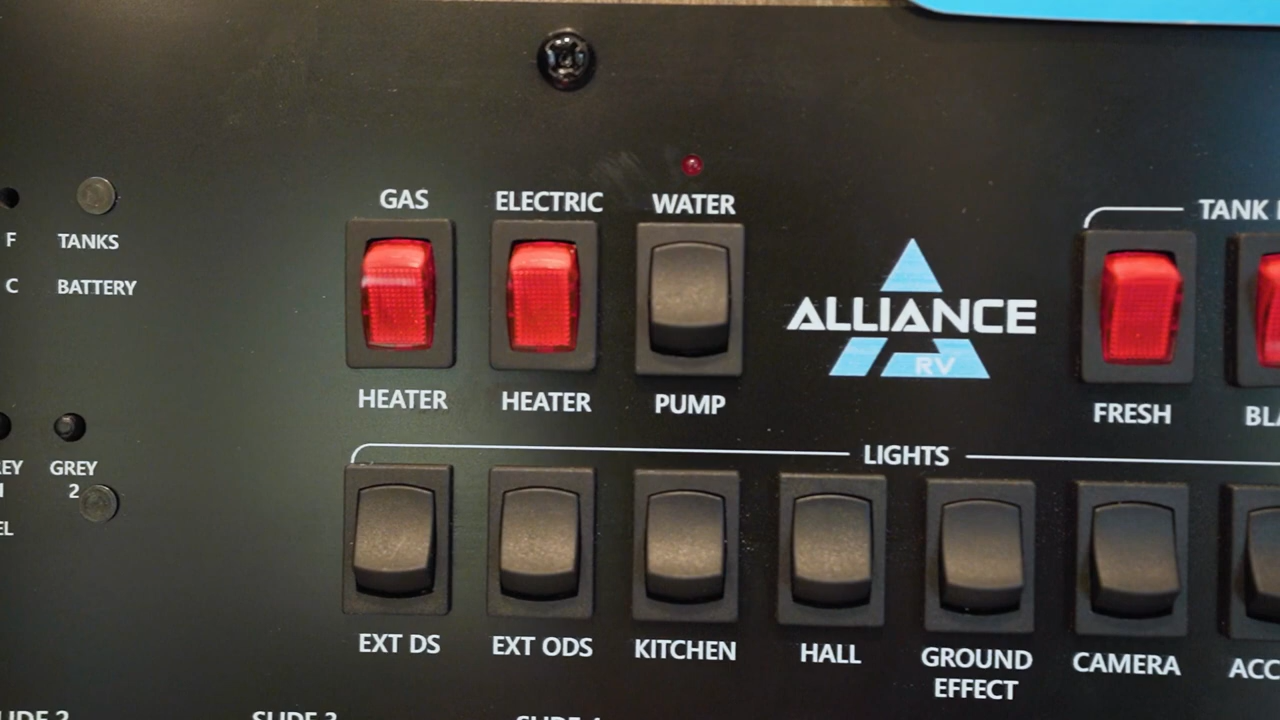 GAS
ELECTRIC
WATER
TANK
F
TANKS
C
BATTERY
ALLIANCE
RV
HEATER
HEATER
PUMP
FRESH
LIGHTS
GREY
2
EXT DS
EXT ODS
KITCHEN
HALL
GROUND
EFFECT
CAMERA